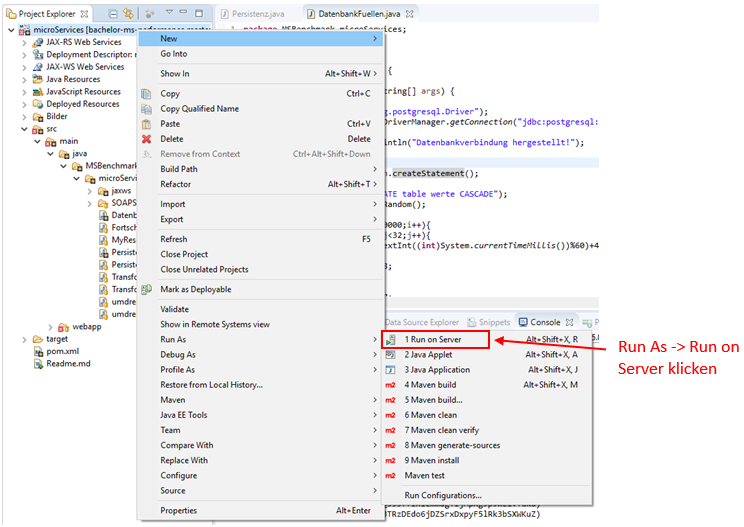 Project Explorer
Persistenz.java
DatenbankFuellen.java
microServices [bachelor-ms-performance-master
package MSBenchmark.microServices;
JAX-RS Web Services
Deployment Descriptor: m
JAX-WS Web Services
Java Resources
JavaScript Resources
Deployed Resources
Bilder
src
main
java
MSBenchmar
microServi
jaxws
SOAPS
Datenb
Fortsch
MyRes
Persiste
Persiste
Transfo
Transfo
umdre
umdre
webapp
target
pom.xml
Readme.md
New
Go Into
Show In Alt+Shift+W
Copy Ctrl+C
Copy Qualified Name
Paste Ctrl+V
Delete Delete
Remove from Context Ctrl+Alt+Shift+Down
Build Path
Refactor Alt+Shift+T
Import
Export
Refresh F5
Close Project
Close Unrelated Projects
Mark as Deployable
Validate
Show in Remote Systems view
Run As
Debug As
Profile As
Restore from Local History...
Maven
Java EE Tools
Team
Compare With
Replace With
Configure
Source
Properties Alt+Enter
{
tring[] args) {
g.postgresql.Driver");
DriverManager.getConnection("jdbc:postgresql:
println("Datenbankverbindung hergestellt!");
n.createStatement();
ATE table werte CASCADE");
Random();
0000;i++){
j<32;j++){
extInt((int)System.currentTimeMillis())%60)+4
3;
Data Source Explorer
Snippets
Console
P
1 Run on Server Alt+Shift+X, R
2 Java Applet Alt+Shift+X, A
3 Java Application Alt+Shift+X, J
4 Maven build Alt+Shift+X, M
5 Maven build...
6 Maven clean
7 Maven clean verify
8 Maven generate-sources
9 Maven install
Maven test
Run Configurations...
Run As -> Run on
Server klicken